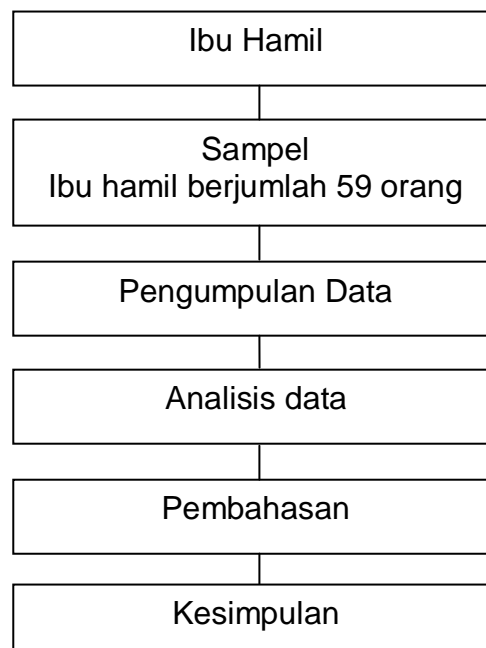 Ibu Hamil
Sampel
Ibu hamil berjumlah 59 orang
Pengumpulan Data
Analisis data
Pembahasan
Kesimpulan